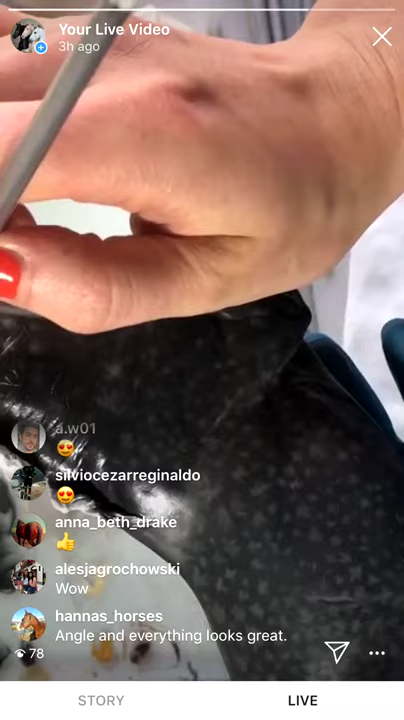 Your Live Video
3h ago
a.w01
😍
silviocezarreginaldo
😍
anna_beth_drake
👍
alesjagrochowski
Wow
hannas_horses
Angle and everything looks great.
78
STORY
LIVE